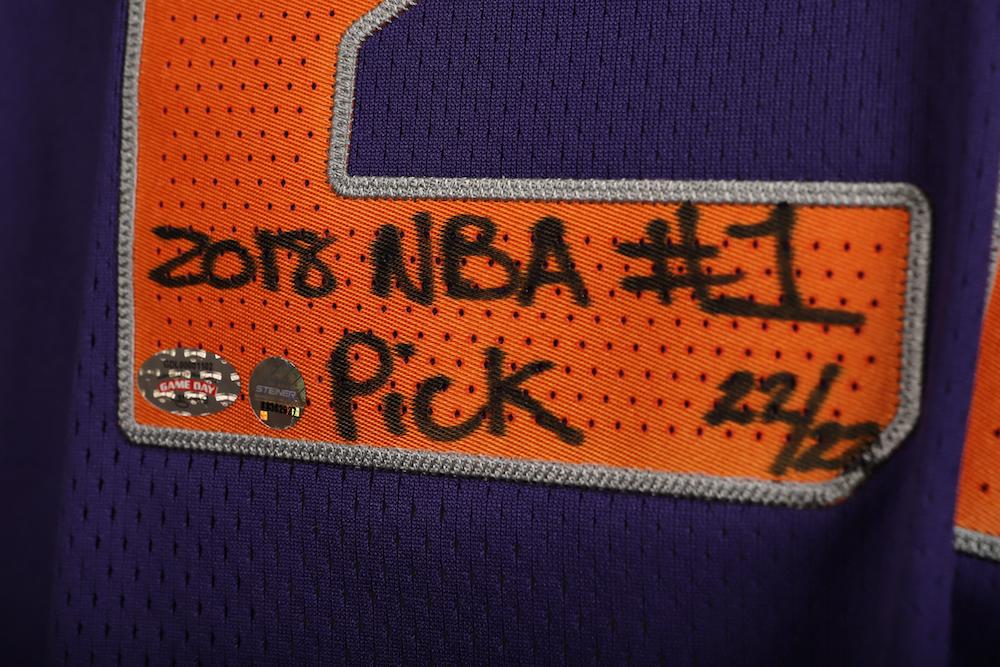 2018 NBA #1
Pick
22/22
GAME DAY
STEINER